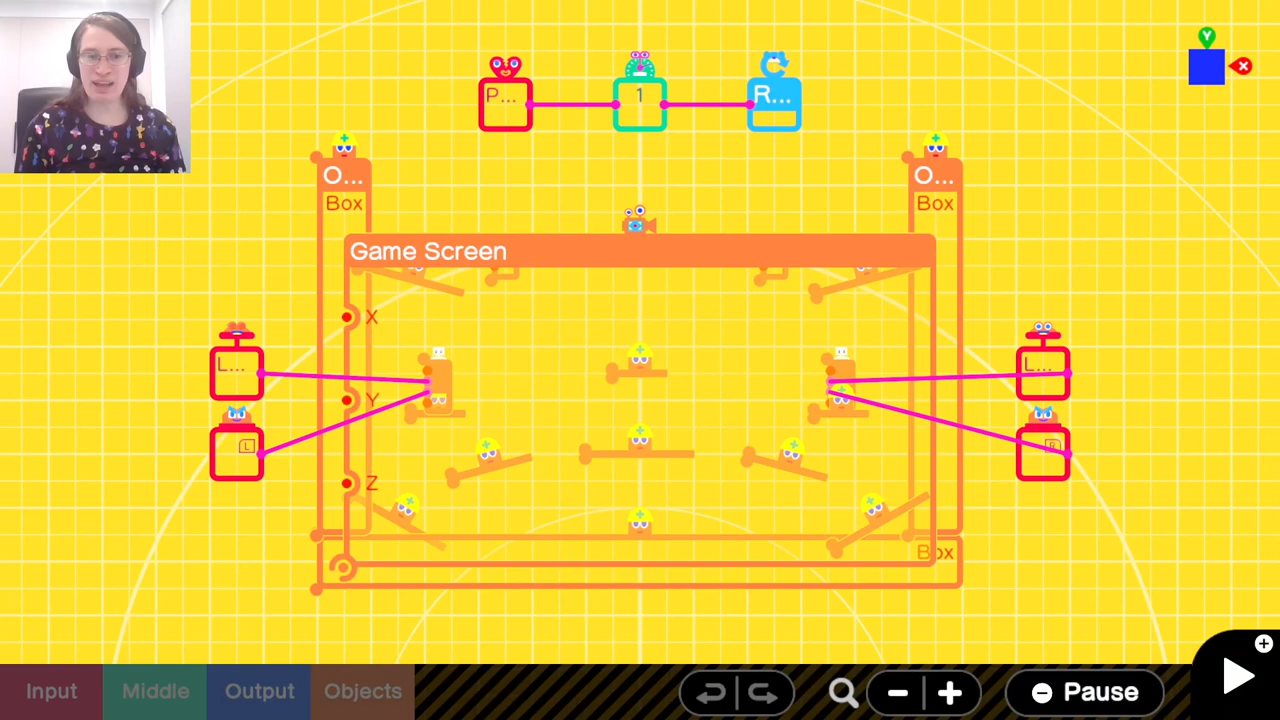 Y
X
P...
1
R...
O...
Box
O...
Box
Game Screen
X
L...
L...
Y
L
R
Z
Box
Input
Middle
Output
Objects
Pause